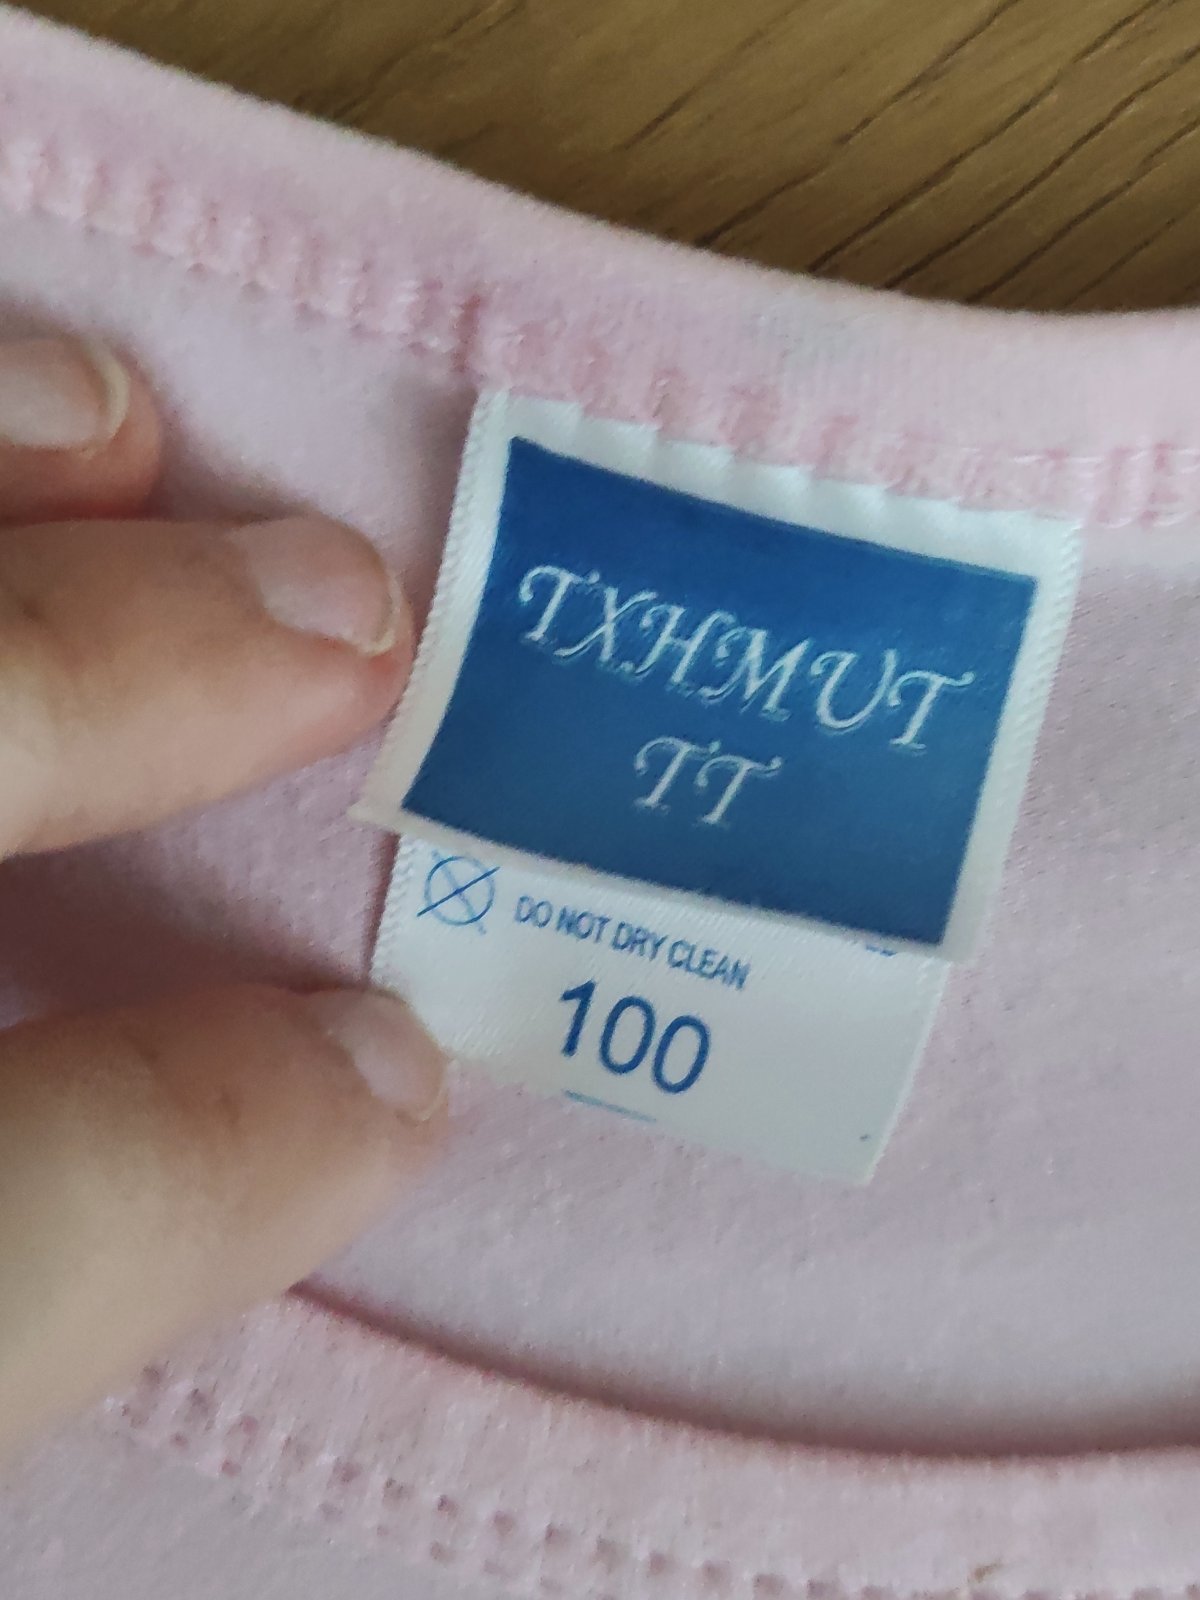 TXHMUT
TT
DO NOT DRY CLEAN
100